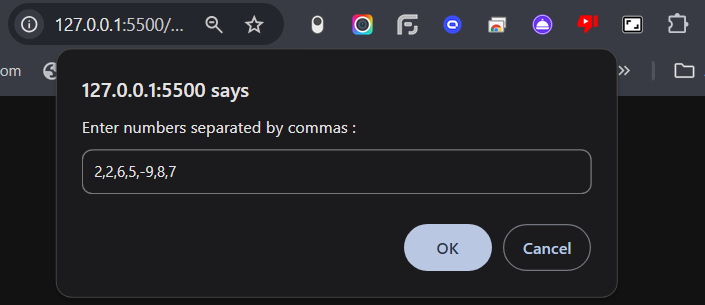 127.0.0.1:5500/...
om
127.0.0.1:5500 says
Enter numbers separated by commas :
2,2,6,5,-9,8,7
OK
Cancel